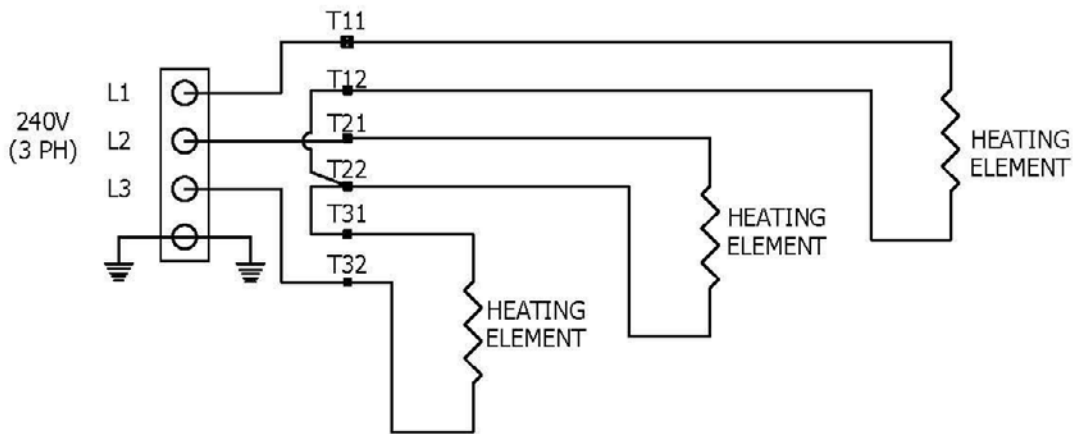 T11
L1
T12
240V
(3 PH)
L2
T21
HEATING
ELEMENT
L3
T22
T31
HEATING
ELEMENT
T32
HEATING
ELEMENT